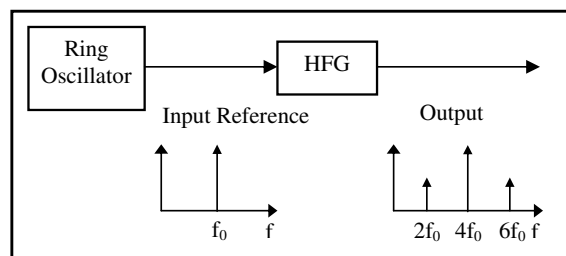 Ring
Oscillator
HFG
Input Reference
Output
f0 f
2f0 4f0 6f0 f